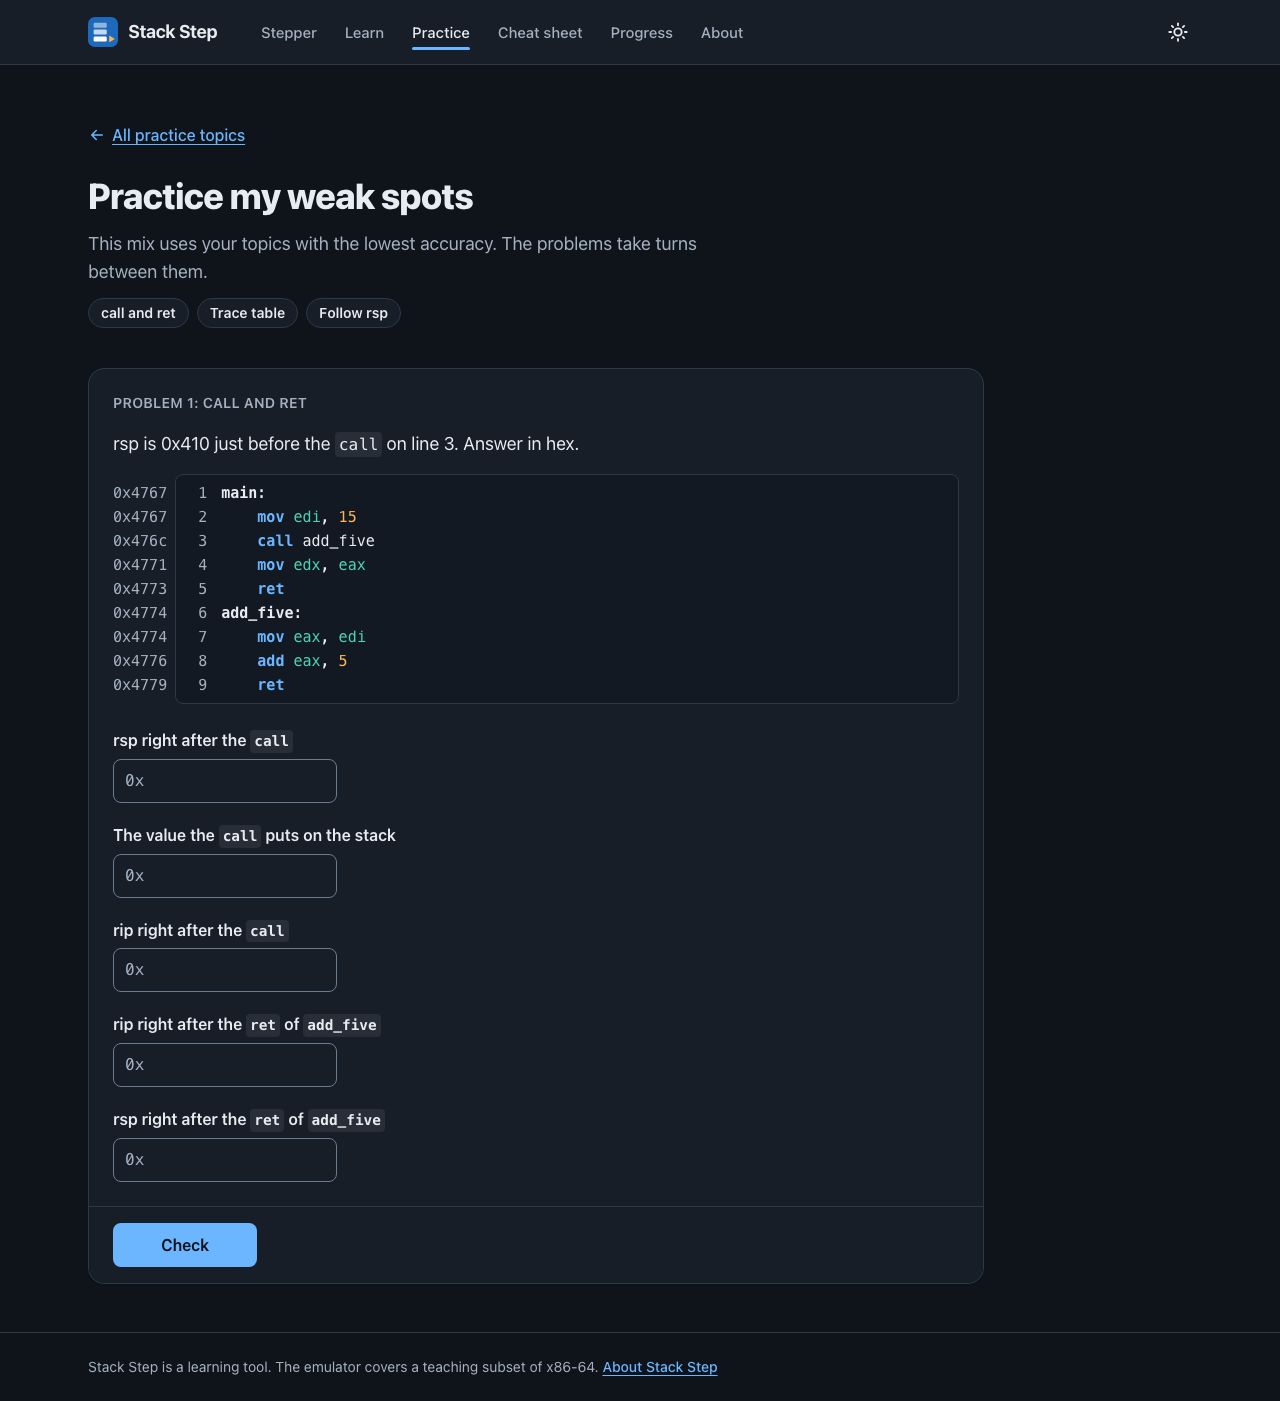 Stack Step Stepper Learn Practice Cheat sheet Progress About
← All practice topics
Practice my weak spots
This mix uses your topics with the lowest accuracy. The problems take turns
between them.
call and ret Trace table Follow rsp
PROBLEM 1: CALL AND RET
rsp is 0x410 just before the call on line 3. Answer in hex.
0x4767 1 main:
0x4767 2 mov edi, 15
0x476c 3 call add_five
0x4771 4 mov edx, eax
0x4773 5 ret
0x4774 6 add_five:
0x4774 7 mov eax, edi
0x4776 8 add eax, 5
0x4779 9 ret
rsp right after the call
0x
The value the call puts on the stack
0x
rip right after the call
0x
rip right after the ret of add_five
0x
rsp right after the ret of add_five
0x
Check
Stack Step is a learning tool. The emulator covers a teaching subset of x86-64. About Stack Step